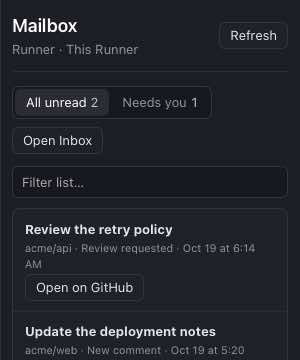 Mailbox
Runner · This Runner
Refresh
All unread 2
Needs you 1
Open Inbox
Filter list...
Review the retry policy
acme/api · Review requested · Oct 19 at 6:14
AM
Open on GitHub
Update the deployment notes
acme/web · New comment · Oct 19 at 5:20